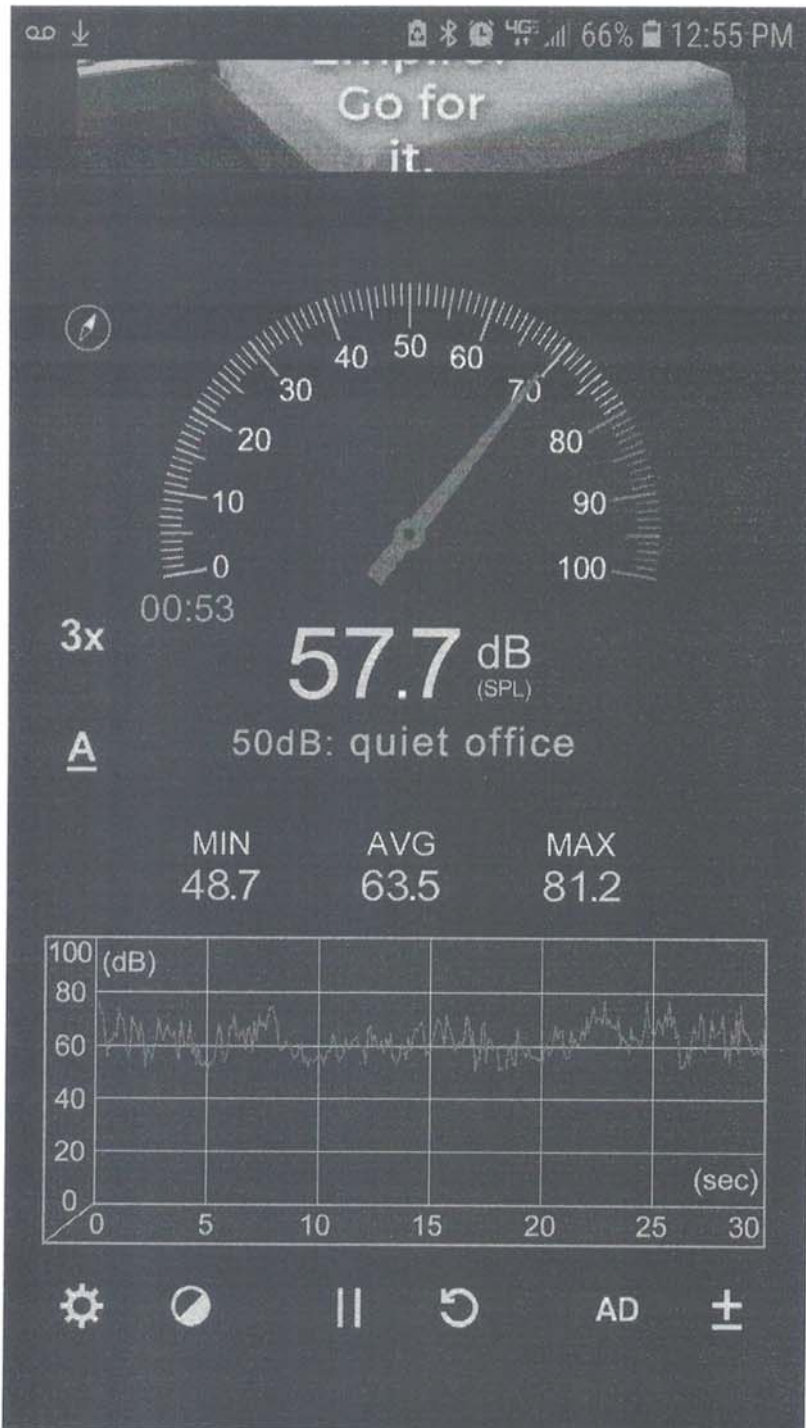 4G 66% 12:55 PM
Go for
it.
0 10 20 30 40 50 60 70 80 90 100
00:53
3x
57.7 dB
(SPL)
A
50dB: quiet office
MIN AVG MAX
48.7 63.5 81.2
100 (dB)
80
60
40
20
(sec)
0
0 5 10 15 20 25 30
AD